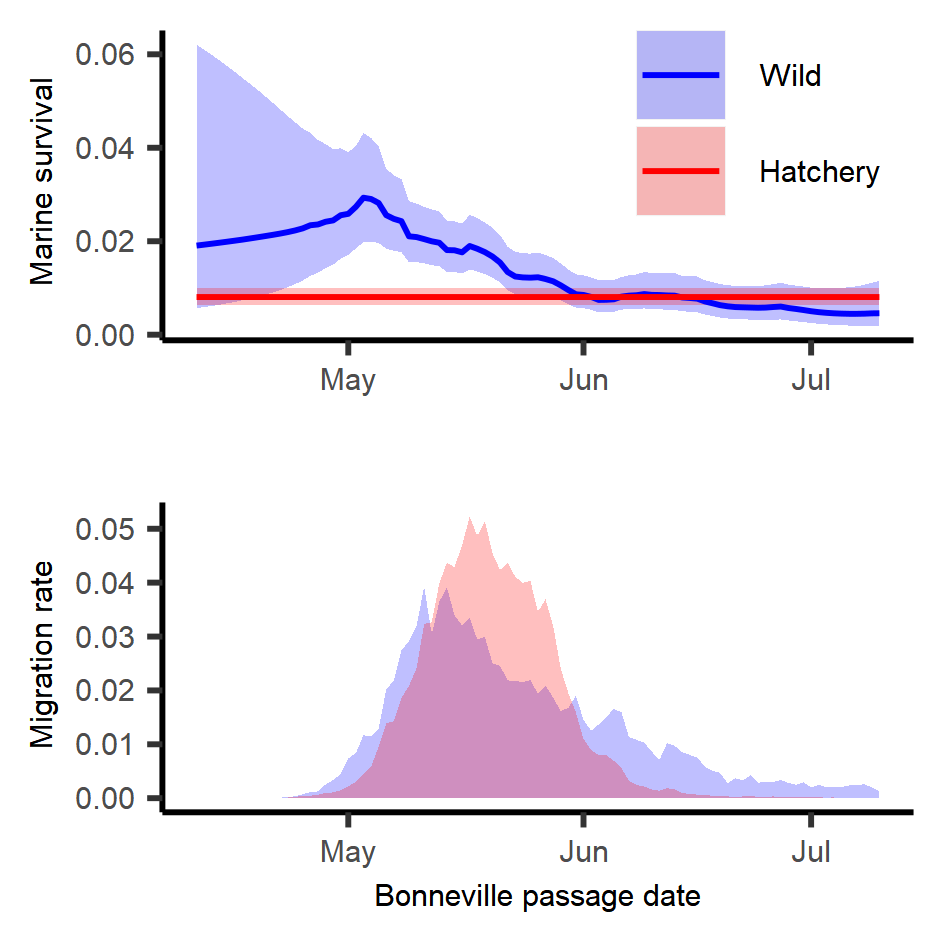 Marine survival
0.06
0.04
0.02
0.00
Wild
Hatchery
May Jun Jul
Migration rate
0.05
0.04
0.03
0.02
0.01
0.00
May Jun Jul
Bonneville passage date